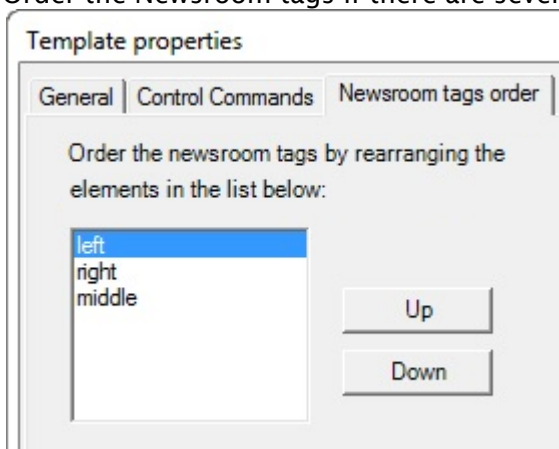 Order the Newsroom tags if there are
Template properties
General
Control Commands
Newsroom tags order
Order the newsroom tags by rearranging the
elements in the list below:
left
right
middle
Up
Down